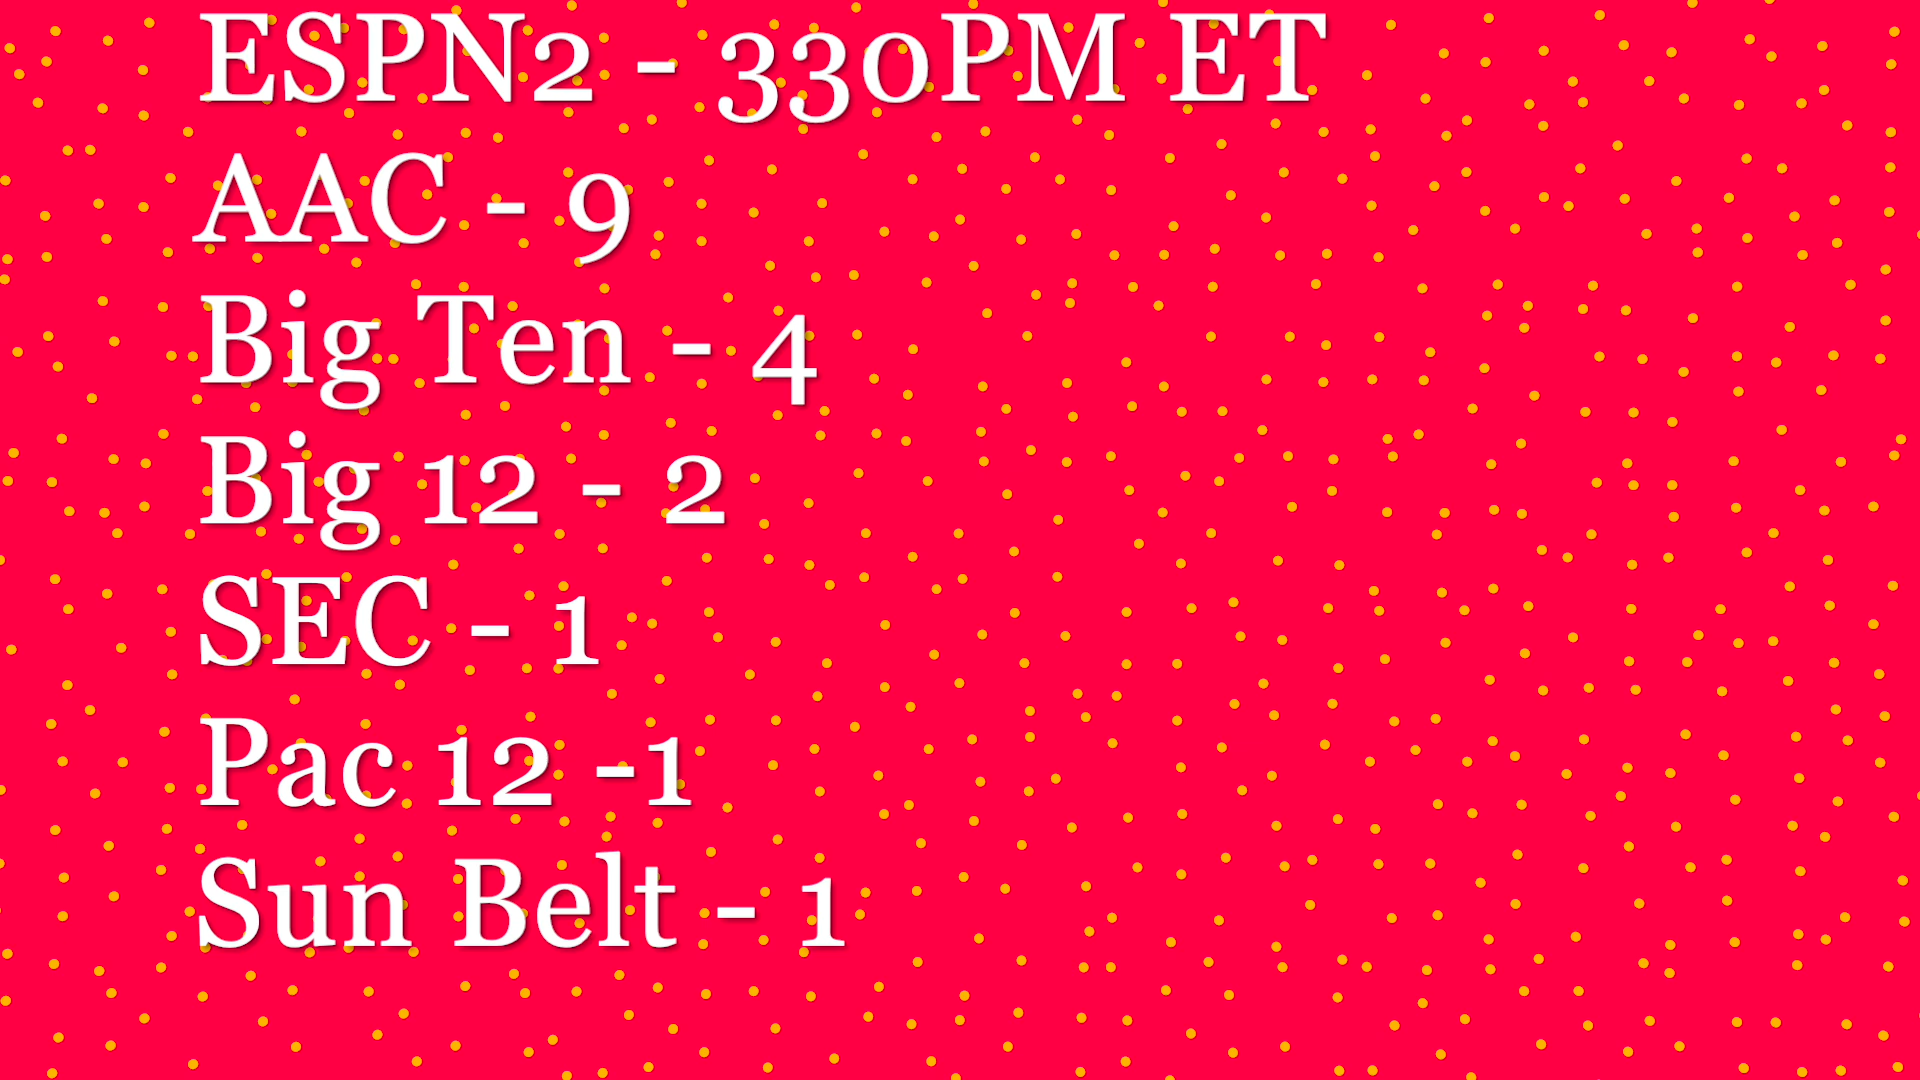 ESPN2 - 330PM ET
AAC - 9
Big Ten - 4
Big 12 - 2
SEC - 1
Pac 12 -1
Sun Belt - 1